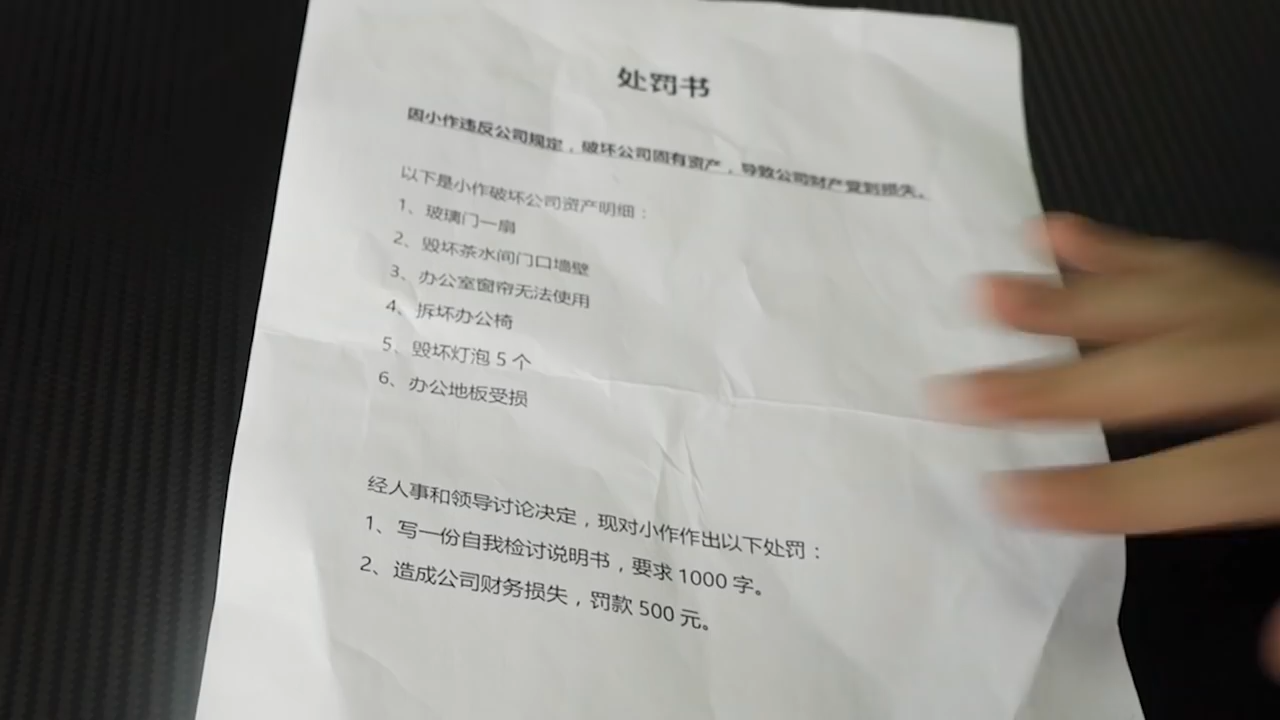 处罚书
因小作违反公司规定，破坏公司固有资产，导致公司财产受到损失。
以下是小作破坏公司资产明细：
1、玻璃门一扇
2、毁坏茶水间门口墙壁
3、办公室窗帘无法使用
4、拆坏办公椅
5、毁坏灯泡 5 个
6、办公地板受损
经人事和领导讨论决定，现对小作作出以下处罚：
1、写一份自我检讨说明书，要求 1000 字。
2、造成公司财务损失，罚款 500 元。